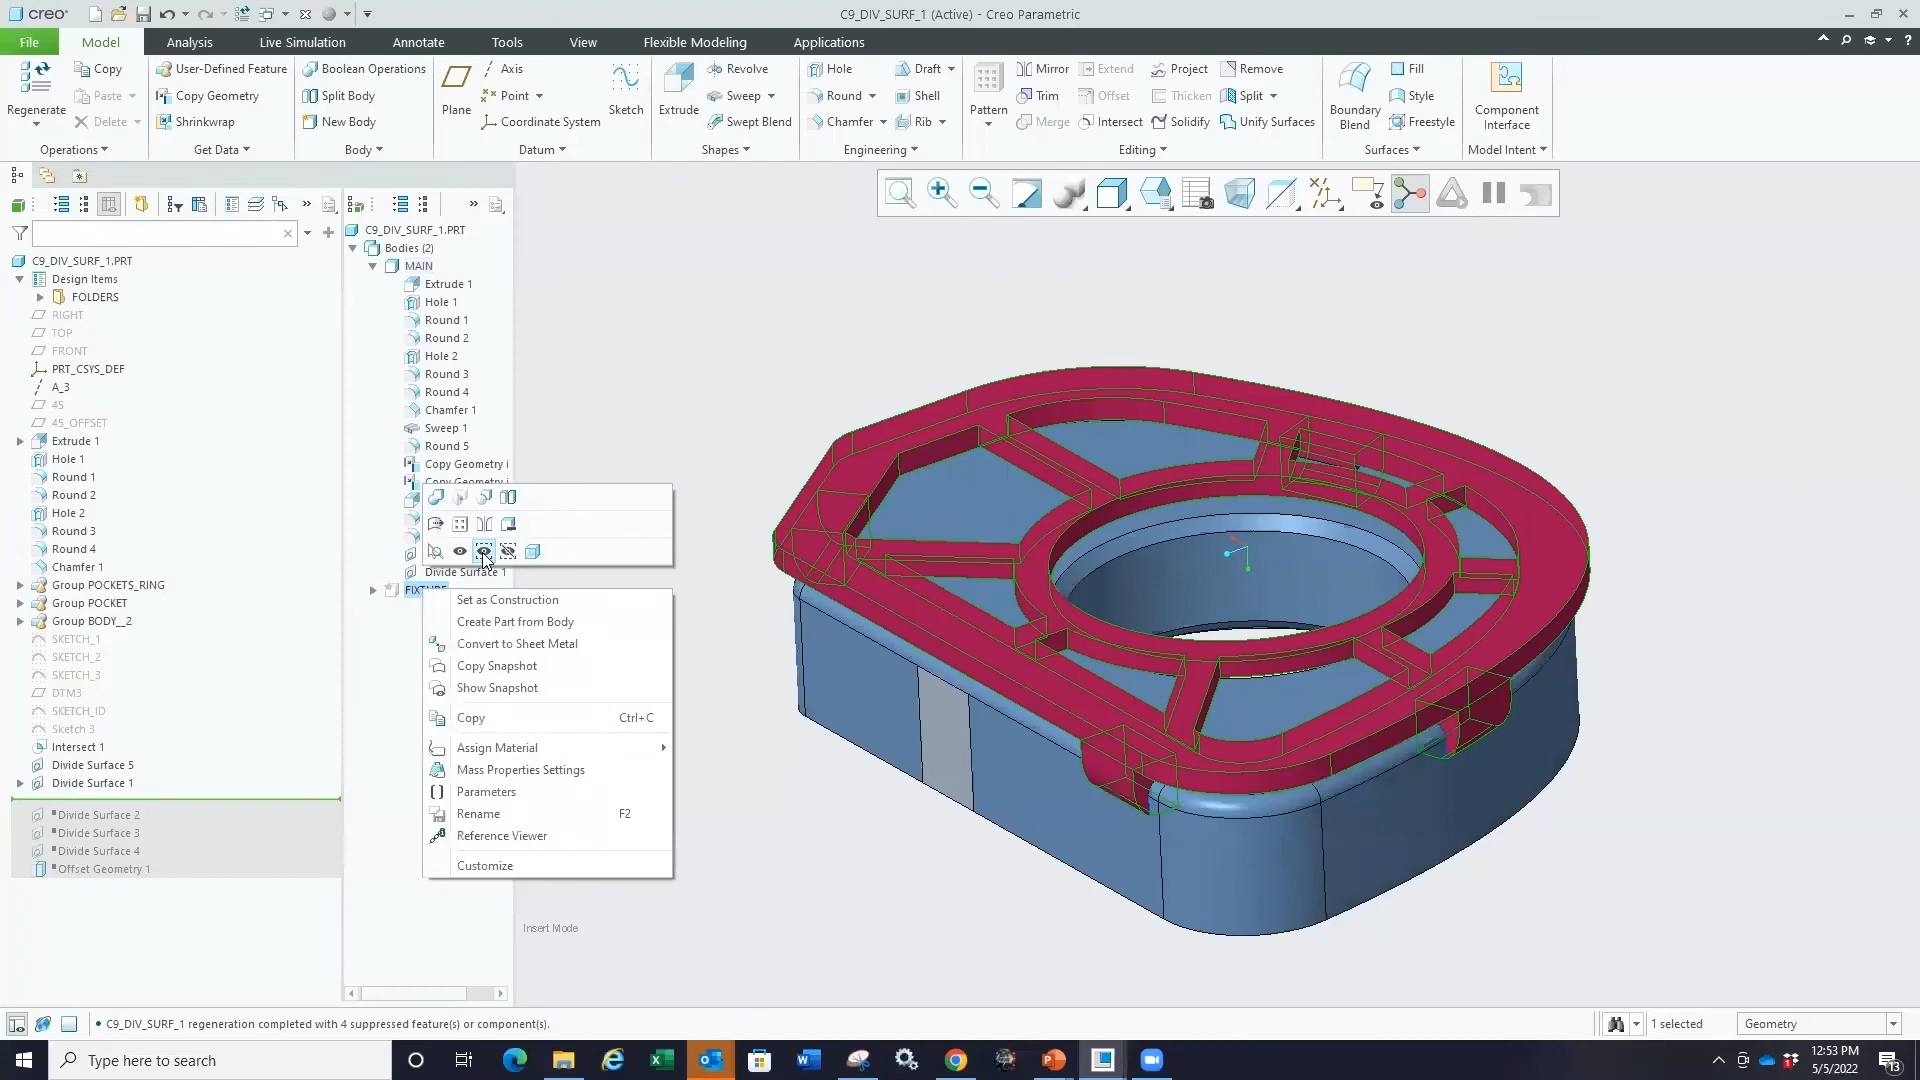 creo
C9_DIV_SURF_1 (Active) - Creo Parametric
File
Model
Analysis
Live Simulation
Annotate
Tools
View
Flexible Modeling
Applications
Regenerate
Copy
Paste
Delete
Operations
User-Defined Feature
Copy Geometry
Shrinkwrap
Get Data
Boolean Operations
Split Body
New Body
Body
Plane
Axis
Point
Coordinate System
Sketch
Datum
Extrude
Revolve
Sweep
Swept Blend
Shapes
Hole
Round
Chamfer
Draft
Shell
Rib
Engineering
Pattern
Mirror
Trim
Merge
Extend
Offset
Intersect
Project
Thicken
Solidify
Remove
Split
Unify Surfaces
Editing
Boundary
Blend
Fill
Style
Freestyle
Surfaces
Component
Interface
Model Intent
C9_DIV_SURF_1.PRT
Design Items
FOLDERS
RIGHT
TOP
FRONT
PRT_CSYS_DEF
A_3
45
45_OFFSET
Extrude 1
Hole 1
Round 1
Round 2
Hole 2
Round 3
Round 4
Chamfer 1
Group POCKETS_RING
Group POCKET
Group BODY__2
SKETCH_1
SKETCH_2
SKETCH_3
DTM3
SKETCH_ID
Sketch 3
Intersect 1
Divide Surface 5
Divide Surface 1
Divide Surface 2
Divide Surface 3
Divide Surface 4
Offset Geometry 1
C9_DIV_SURF_1.PRT
Bodies (2)
MAIN
Extrude 1
Hole 1
Round 1
Round 2
Hole 2
Round 3
Round 4
Chamfer 1
Sweep 1
Round 5
Copy Geometry i
Copy Geometry i
Divide Surface 1
FIXTURE
Set as Construction
Create Part from Body
Convert to Sheet Metal
Copy Snapshot
Show Snapshot
Copy Ctrl+C
Assign Material
Mass Properties Settings
Parameters
Rename F2
Reference Viewer
Customize
Insert Mode
• C9_DIV_SURF_1 regeneration completed with 4 suppressed feature(s) or component(s).
1 selected
Geometry
Type here to search
12:53 PM
5/5/2022
13